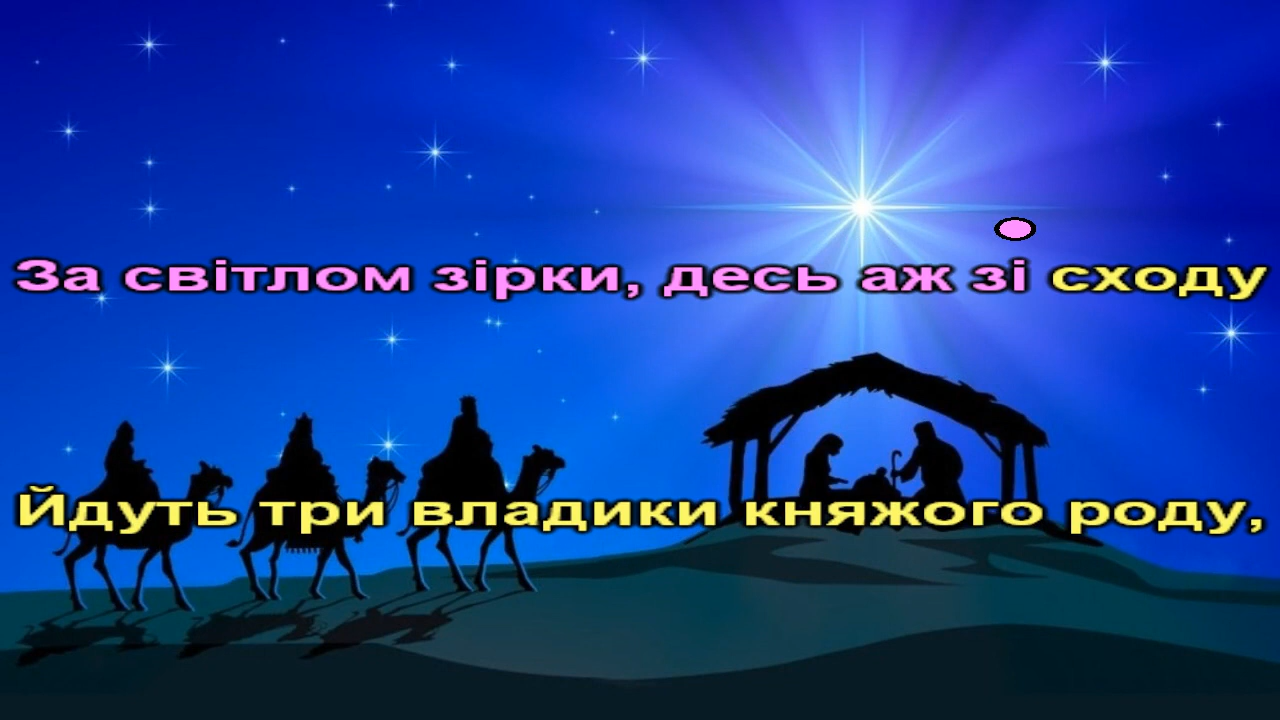 За світлом зірки, десь аж зі сходу
Йдуть три владики княжого роду,